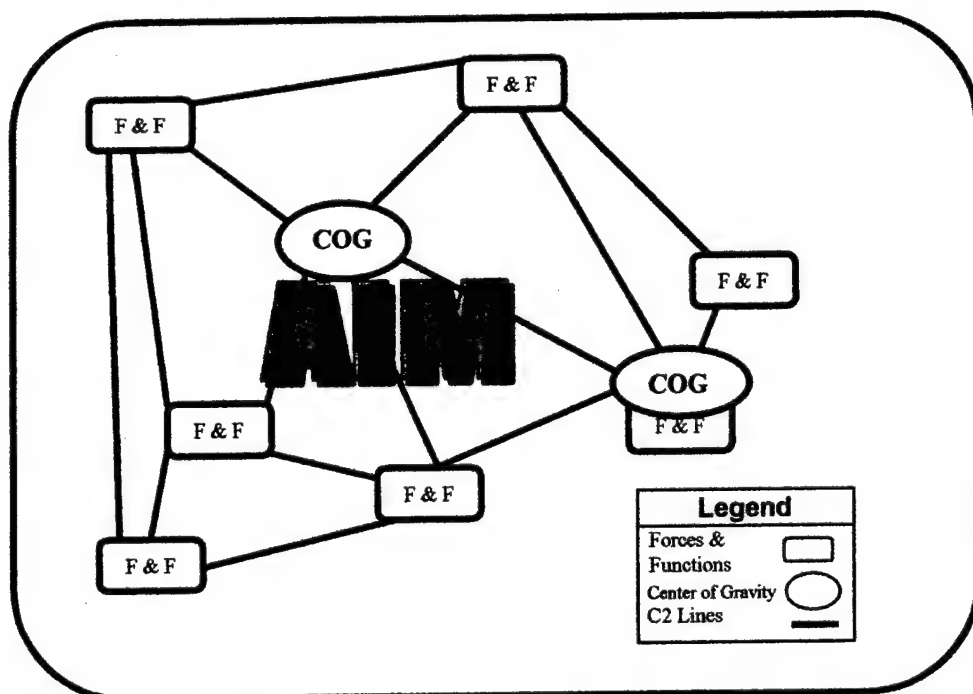 F & F
F & F
COG
AIM
F & F
COG
F & F
F & F
F & F
F & F
Legend
Forces &
Functions
Center of Gravity
C2 Lines